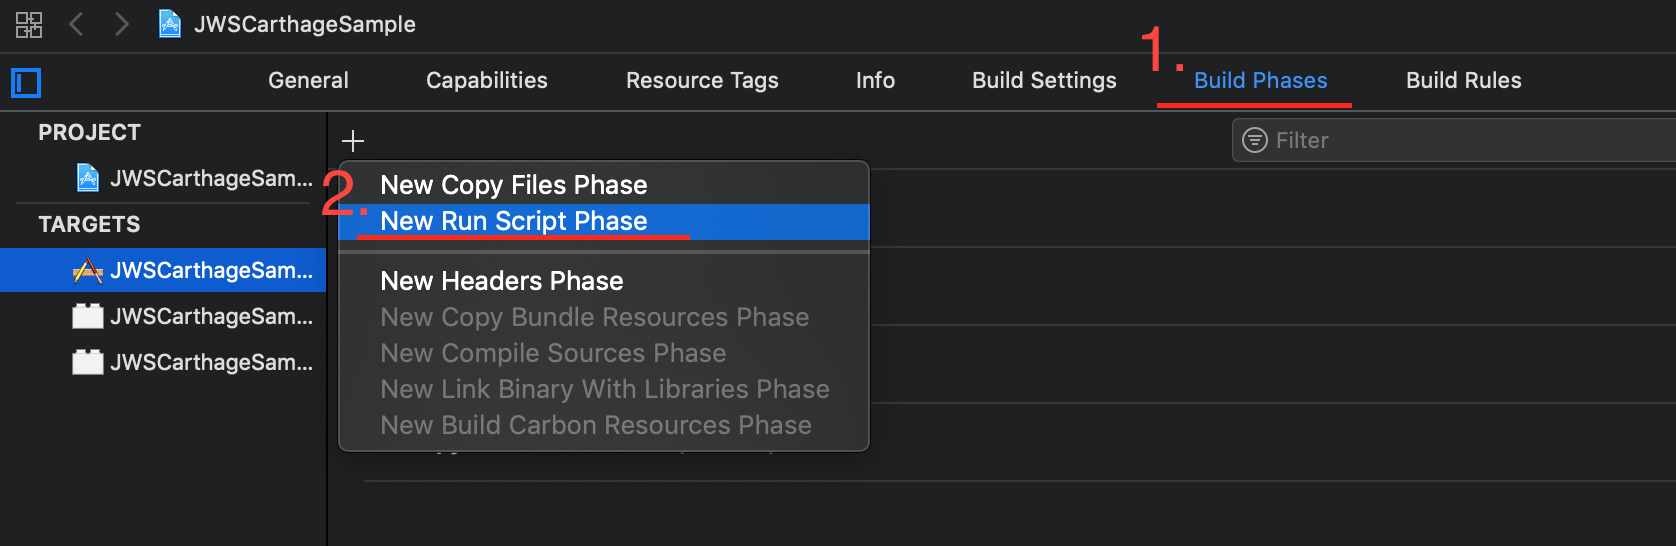 JWSCarthageSample
1.
General Capabilities Resource Tags Info Build Settings Build Phases Build Rules
PROJECT
Filter
JWSCarthageSam...
2.
New Copy Files Phase
New Run Script Phase
TARGETS
JWSCarthageSam...
New Headers Phase
JWSCarthageSam...
New Copy Bundle Resources Phase
New Compile Sources Phase
JWSCarthageSam...
New Link Binary With Libraries Phase
New Build Carbon Resources Phase